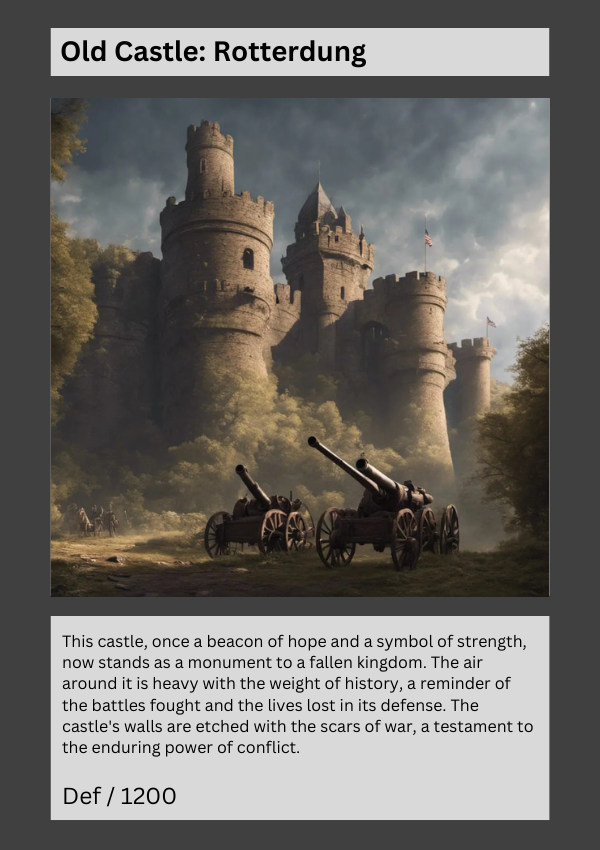 Old Castle: Rotterdung
This castle, once a beacon of hope and a symbol of strength,
now stands as a monument to a fallen kingdom. The air
around it is heavy with the weight of history, a reminder of
the battles fought and the lives lost in its defense. The
castle's walls are etched with the scars of war, a testament to
the enduring power of conflict.
Def / 1200